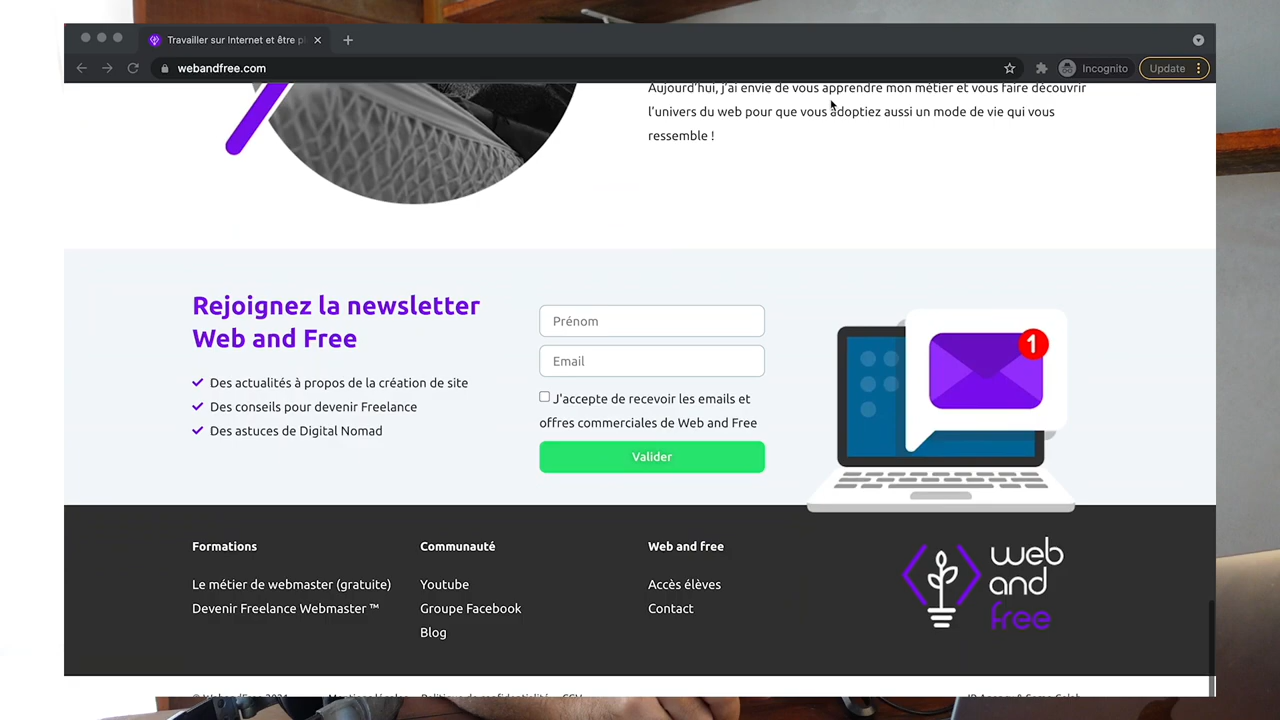 Travailler sur Internet et être pl
webandfree.com
Incognito
Update
Aujourd'hui, j'ai envie de vous apprendre mon métier et vous faire découvrir
l'univers du web pour que vous adoptiez aussi un mode de vie qui vous
ressemble !
Rejoignez la newsletter
Web and Free
Des actualités à propos de la création de site
Des conseils pour devenir Freelance
Des astuces de Digital Nomad
Prénom
Email
J'accepte de recevoir les emails et
offres commerciales de Web and Free
Valider
1
Formations
Le métier de webmaster (gratuite)
Devenir Freelance Webmaster ™
Communauté
Youtube
Groupe Facebook
Blog
Web and free
Accès élèves
Contact
web
and
free